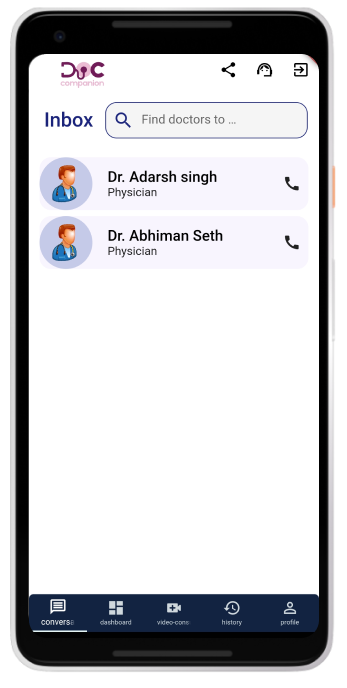 DOC
companion
Inbox
Find doctors to ...
Dr. Adarsh singh
Physician
Dr. Abhiman Seth
Physician
conversa
dashboard
video-cons
history
profile